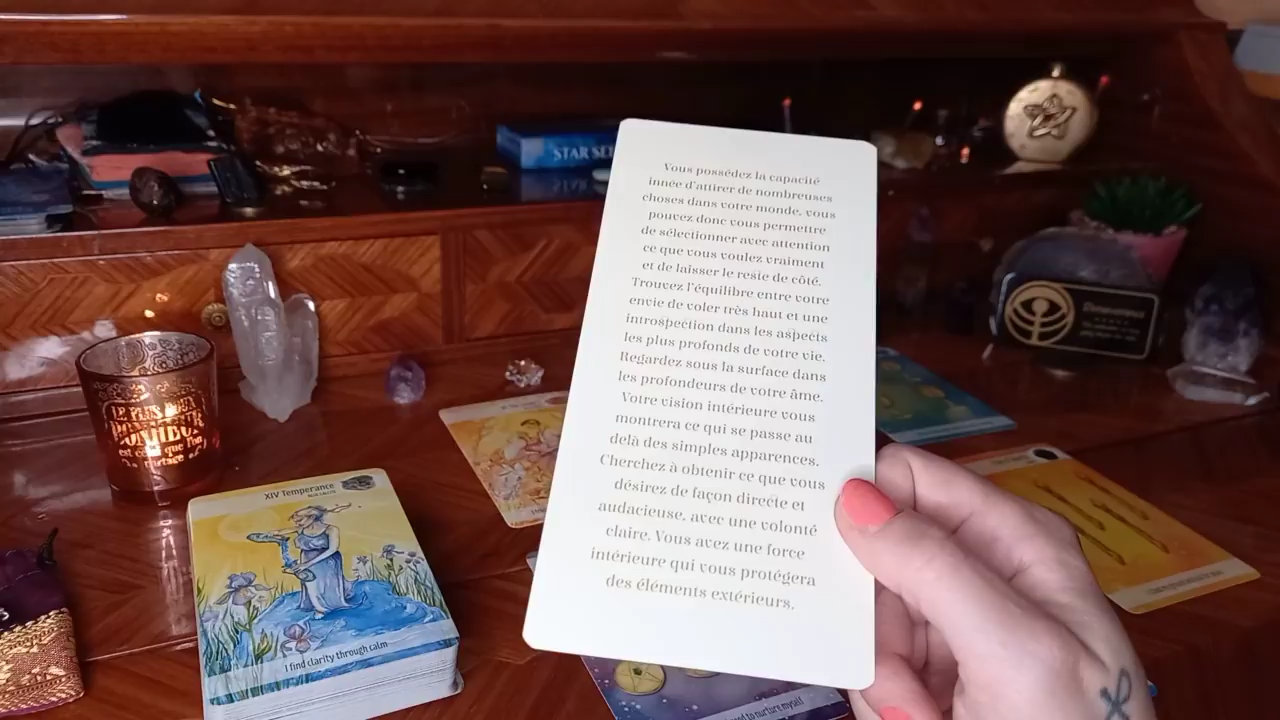 Vous possédez la capacité
innée d'attirer de nombreuses
choses dans votre monde, vous
pouvez donc vous permettre
de sélectionner avec attention
ce que vous voulez vraiment
et de laisser le reste de côté.
Trouvez l'équilibre entre votre
envie de voler très haut et une
introspection dans les aspects
les plus profonds de votre vie.
Regardez sous la surface dans
les profondeurs de votre âme.
Votre vision intérieure vous
montrera ce qui se passe au
delà des simples apparences.
Cherchez à obtenir ce que vous
désirez de façon directe et
audacieuse, avec une volonté
claire. Vous avez une force
intérieure qui vous protégera
des éléments extérieurs.
STAR
LE PLUS
BONHEUR
est que l'on
partage
XIV Temperance
I find clarity through calm
to nurture myself